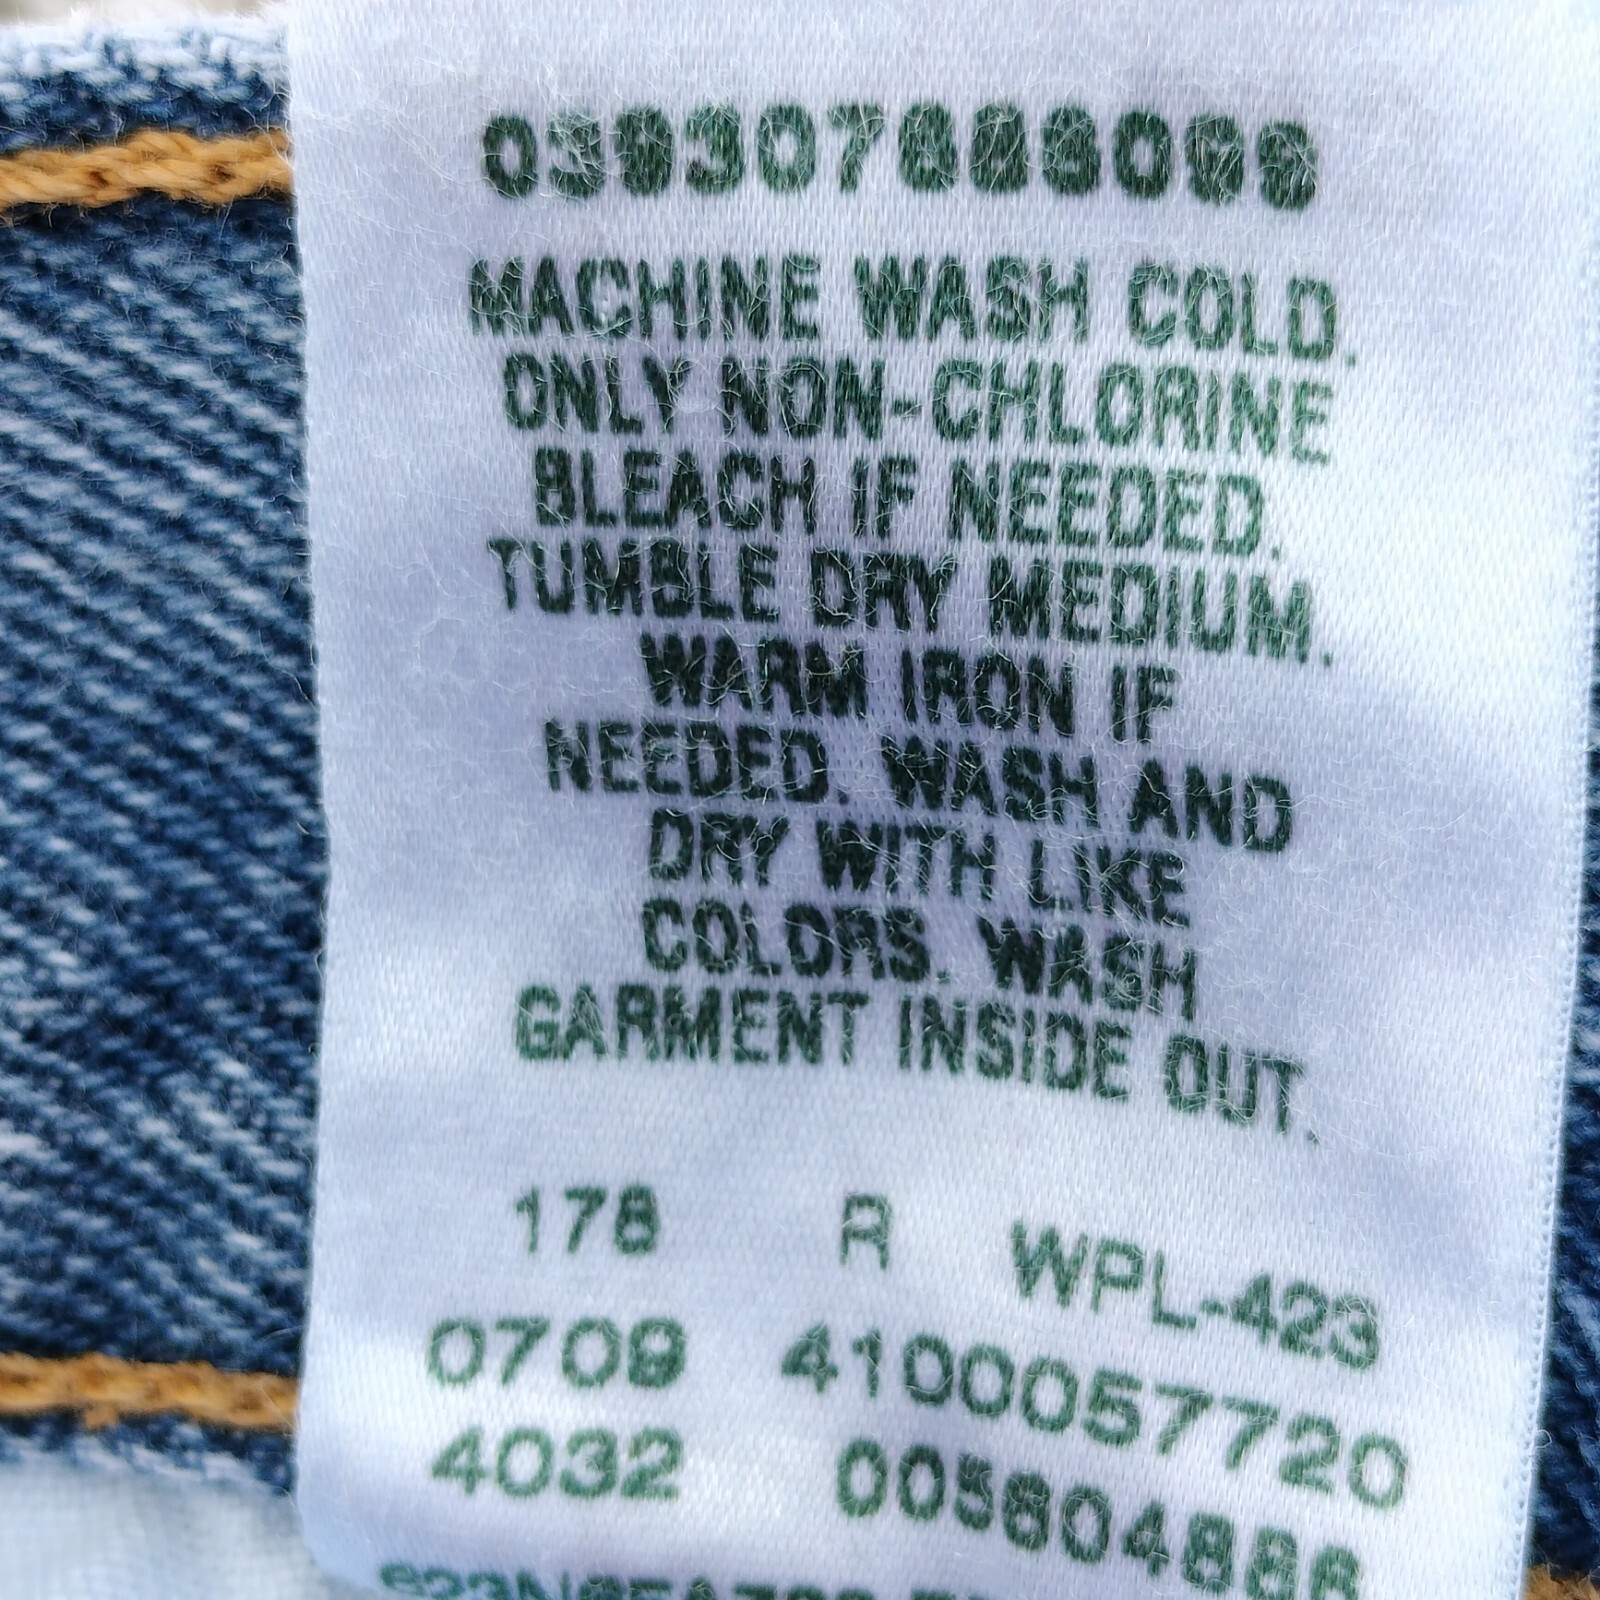 MACHINE WASH COLD.
ONLY NON-CHLORINE
BLEACH IF NEEDED.
TUMBLE DRY MEDIUM.
WARM IRON IF
NEEDED. WASH AND
DRY WITH LIKE
COLORS. WASH
GARMENT INSIDE OUT.
178 R WPL-423
0709 4100057720
4032